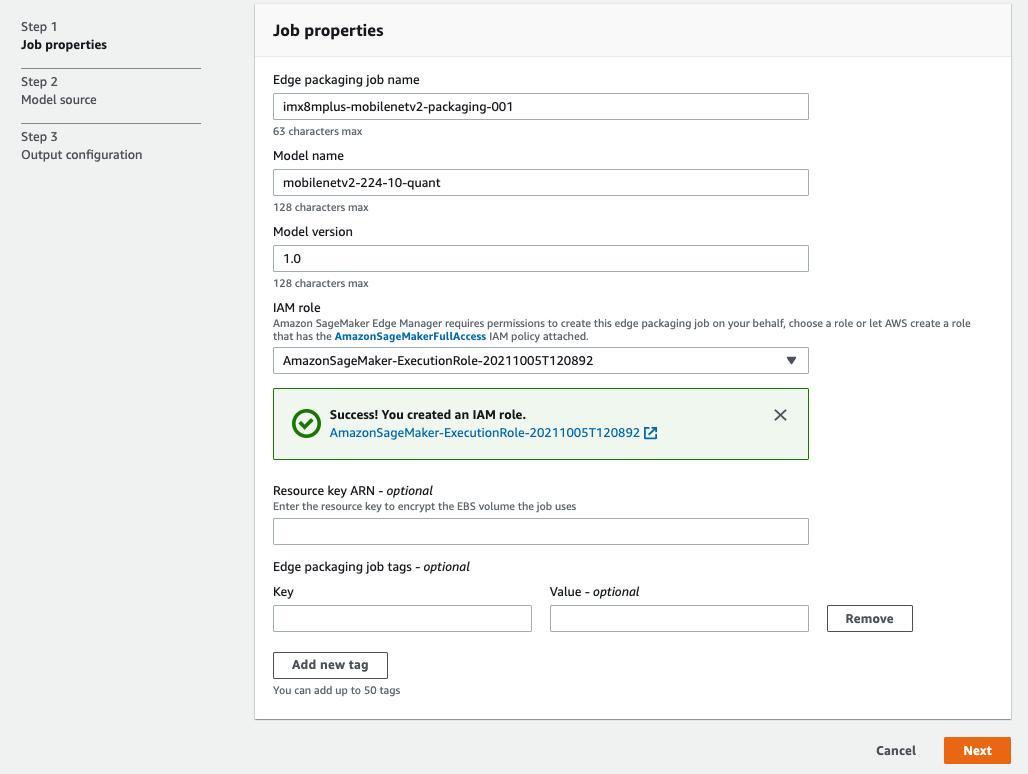 Step 1
Job properties
Step 2
Model source
Step 3
Output configuration
Job properties
Edge packaging job name
imx8mplus-mobilenetv2-packaging-001
63 characters max
Model name
mobilenetv2-224-10-quant
128 characters max
Model version
1.0
128 characters max
IAM role
Amazon SageMaker Edge Manager requires permissions to create this edge packaging job on your behalf, choose a role or let AWS create a role
that has the AmazonSageMakerFullAccess IAM policy attached.
AmazonSageMaker-ExecutionRole-20211005T120892
Success! You created an IAM role.
AmazonSageMaker-ExecutionRole-20211005T120892
Resource key ARN - optional
Enter the resource key to encrypt the EBS volume the job uses
Edge packaging job tags - optional
Key
Value - optional
Remove
Add new tag
You can add up to 50 tags
Cancel
Next